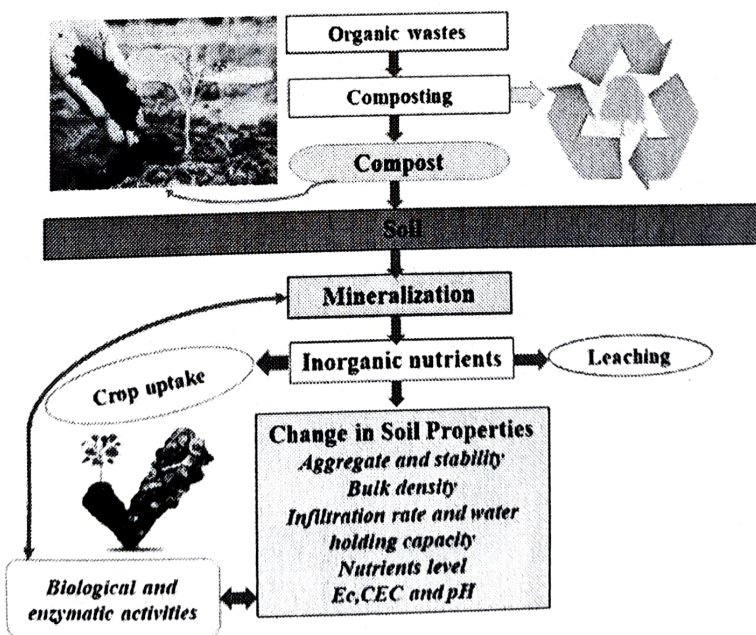 Organic wastes
Composting
Compost
Soil
Mineralization
Inorganic nutrients
Leaching
Crop uptake
Change in Soil Properties
Aggregate and stability
Bulk density
Infiltration rate and water
holding capacity
Nutrients level
Ec,CEC and pH
Biological and
enzymatic activities